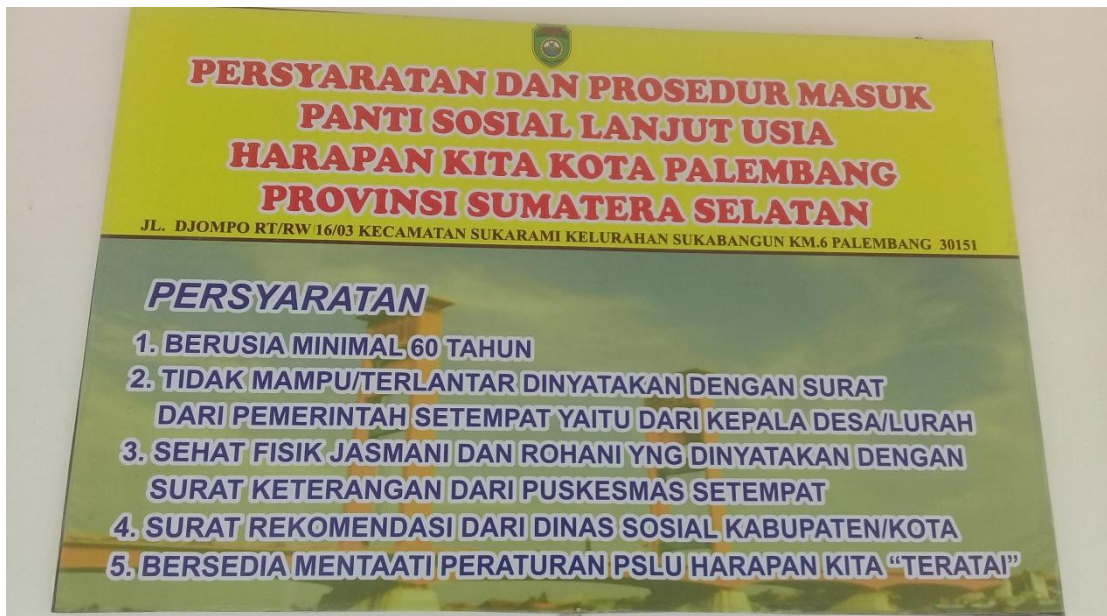 PERSYARATAN DAN PROSEDUR MASUK
PANTI SOSIAL LANJUT USIA
HARAPAN KITA KOTA PALEMBANG
PROVINSI SUMATERA SELATAN
JL. DJOMPO RT/RW 16/03 KECAMATAN SUKARAMI KELURAHAN SUKABANGUN KM.6 PALEMBANG 30151
PERSYARATAN
1. BERUSIA MINIMAL 60 TAHUN
2. TIDAK MAMPU/TERLANTAR DINYATAKAN DENGAN SURAT
DARI PEMERINTAH SETEMPAT YAITU DARI KEPALA DESA/LURAH
3. SEHAT FISIK JASMANI DAN ROHANI YNG DINYATAKAN DENGAN
SURAT KETERANGAN DARI PUSKESMAS SETEMPAT
4. SURAT REKOMENDASI DARI DINAS SOSIAL KABUPATEN/KOTA
5. BERSEDIA MENTAATI PERATURAN PSLU HARAPAN KITA “TERATAI”